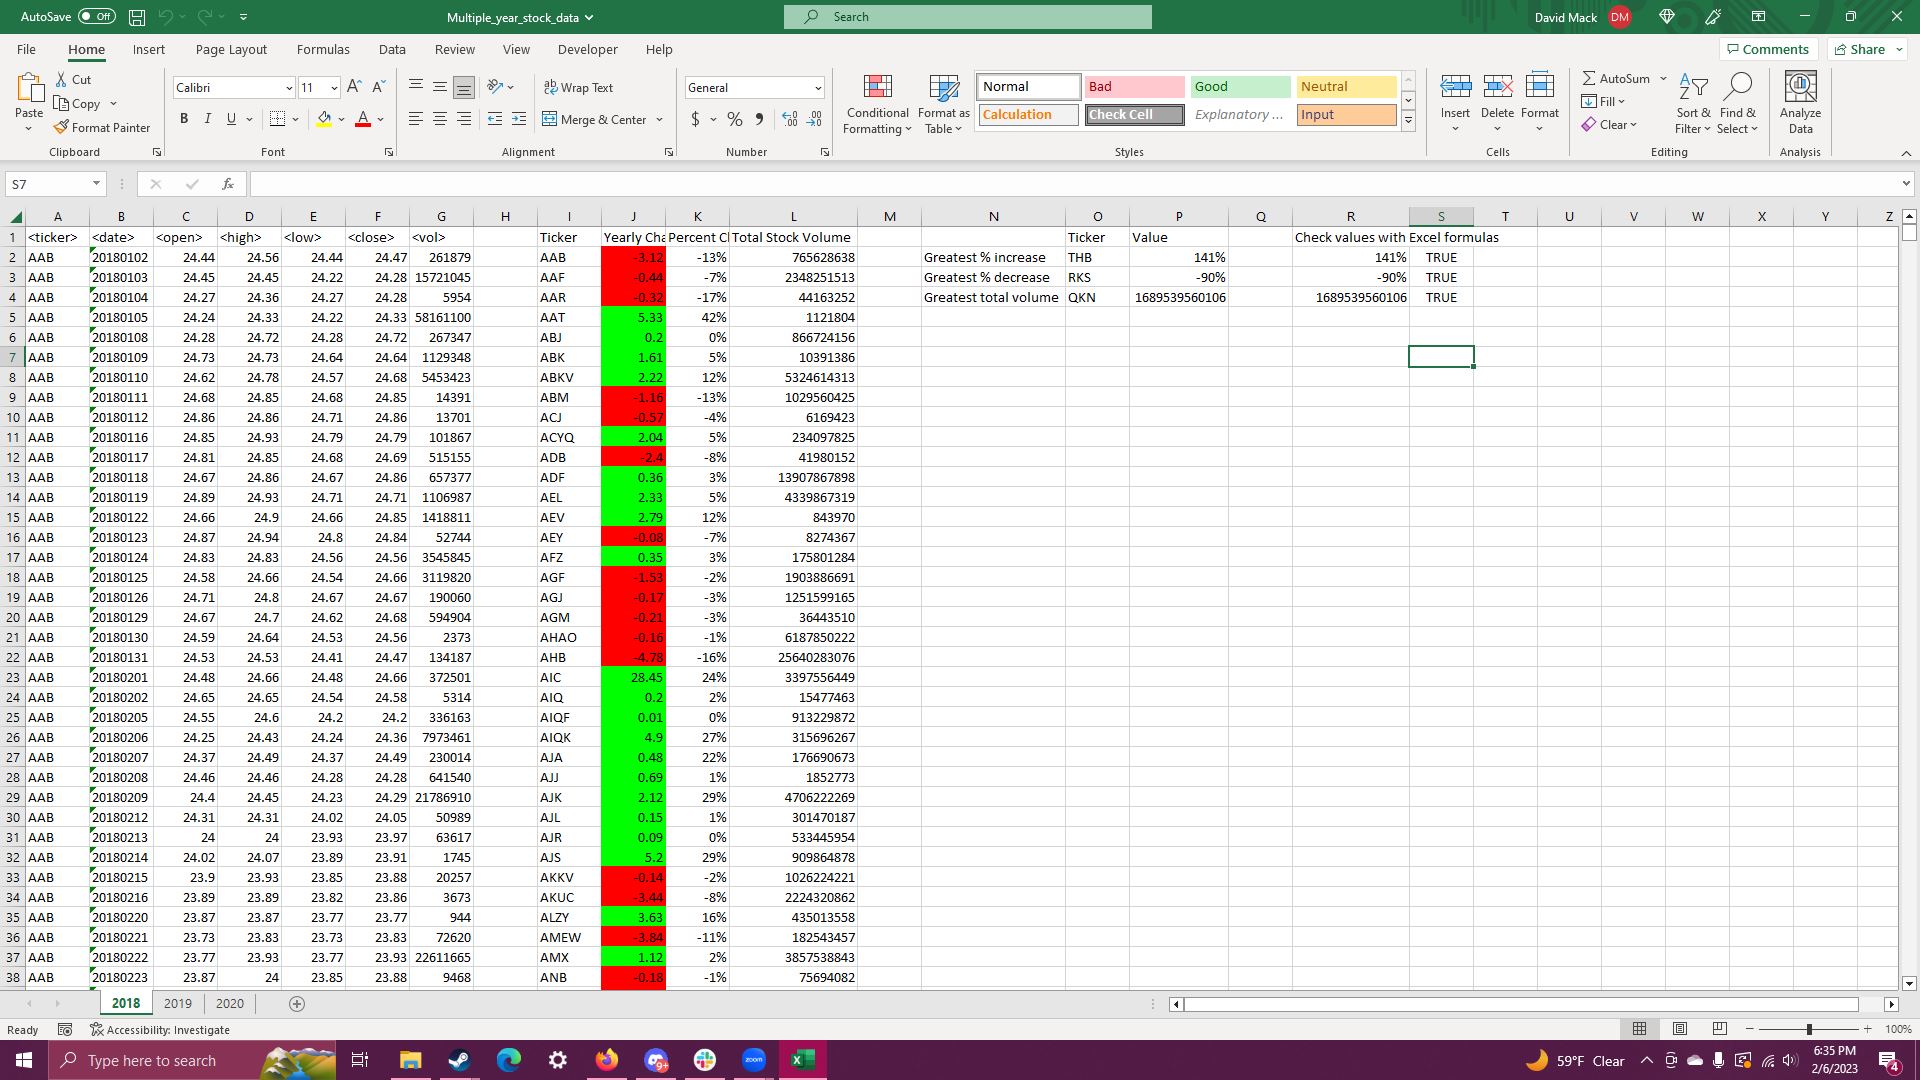 AutoSave Off Multiple_year_stock_data Search David Mack DM
File Home Insert Page Layout Formulas Data Review View Developer Help Comments Share
Paste Cut Copy Format Painter Clipboard
Calibri 11 A A B I U A Font
ab Wrap Text Merge & Center Alignment
General $ % 9 Number
Conditional Formatting Format as Table Normal Bad Good Neutral Calculation Check Cell Explanatory ... Input Styles
Insert Delete Format Cells
AutoSum Fill Clear Sort & Filter Find & Select Editing
Analyze Data Analysis
S7 fx
A B C D E F G H I J K L M N O P Q R S T U V W X Y Z
1 <ticker> <date> <open> <high> <low> <close> <vol> Ticker Yearly Cha Percent Cl Total Stock Volume Ticker Value Check values with Excel formulas
2 AAB 20180102 24.44 24.56 24.44 24.47 261879 AAB -3.12 -13% 765628638 Greatest % increase THB 141% 141% TRUE
3 AAB 20180103 24.45 24.45 24.22 24.28 15721045 AAF -0.44 -7% 2348251513 Greatest % decrease RKS -90% -90% TRUE
4 AAB 20180104 24.27 24.36 24.27 24.28 5954 AAR -0.32 -17% 44163252 Greatest total volume QKN 1689539560106 1689539560106 TRUE
5 AAB 20180105 24.24 24.33 24.22 24.33 58161100 AAT 5.33 42% 1121804
6 AAB 20180108 24.28 24.72 24.28 24.72 267347 ABJ 0.2 0% 866724156
7 AAB 20180109 24.73 24.73 24.64 24.64 1129348 ABK 1.61 5% 10391386
8 AAB 20180110 24.62 24.78 24.57 24.68 5453423 ABKV 2.22 12% 5324614313
9 AAB 20180111 24.68 24.85 24.68 24.85 14391 ABM -1.16 -13% 1029560425
10 AAB 20180112 24.86 24.86 24.71 24.86 13701 ACJ -0.57 -4% 6169423
11 AAB 20180116 24.85 24.93 24.79 24.79 101867 ACYQ 2.04 5% 234097825
12 AAB 20180117 24.81 24.85 24.68 24.69 515155 ADB -2.4 -8% 41980152
13 AAB 20180118 24.67 24.86 24.67 24.86 657377 ADF 0.36 3% 13907867898
14 AAB 20180119 24.89 24.93 24.71 24.71 1106987 AEL 2.33 5% 4339867319
15 AAB 20180122 24.66 24.9 24.66 24.85 1418811 AEV 2.79 12% 843970
16 AAB 20180123 24.87 24.94 24.8 24.84 52744 AEY -0.08 -7% 8274367
17 AAB 20180124 24.83 24.83 24.56 24.56 3545845 AFZ 0.35 3% 175801284
18 AAB 20180125 24.58 24.66 24.54 24.66 3119820 AGF -1.53 -2% 1903886691
19 AAB 20180126 24.71 24.8 24.67 24.67 190060 AGJ -0.17 -3% 1251599165
20 AAB 20180129 24.67 24.7 24.62 24.68 594904 AGM -0.21 -3% 36443510
21 AAB 20180130 24.59 24.64 24.53 24.56 2373 AHAO -0.16 -1% 6187850222
22 AAB 20180131 24.53 24.53 24.41 24.47 134187 AHB -4.78 -16% 25640283076
23 AAB 20180201 24.48 24.66 24.48 24.66 372501 AIC 28.45 24% 3397556449
24 AAB 20180202 24.65 24.65 24.54 24.58 5314 AIQ 0.2 2% 15477463
25 AAB 20180205 24.55 24.6 24.2 24.2 336163 AIQF 0.01 0% 913229872
26 AAB 20180206 24.25 24.43 24.24 24.36 7973461 AIQK 4.9 27% 315696267
27 AAB 20180207 24.37 24.49 24.37 24.49 230014 AJA 0.48 22% 176690673
28 AAB 20180208 24.46 24.46 24.28 24.28 641540 AJJ 0.69 1% 1852773
29 AAB 20180209 24.4 24.45 24.23 24.29 21786910 AJK 2.12 29% 4706222269
30 AAB 20180212 24.31 24.31 24.02 24.05 50989 AJL 0.15 1% 301470187
31 AAB 20180213 24 24 23.93 23.97 63617 AJR 0.09 0% 533445954
32 AAB 20180214 24.02 24.07 23.89 23.91 1745 AJS 5.2 29% 909864878
33 AAB 20180215 23.9 23.93 23.85 23.88 20257 AKKV -0.14 -2% 1026224221
34 AAB 20180216 23.89 23.89 23.82 23.86 3673 AKUC -3.44 -8% 2224320862
35 AAB 20180220 23.87 23.87 23.77 23.77 944 ALZY 3.63 16% 435013558
36 AAB 20180221 23.73 23.83 23.73 23.83 72620 AMEW -3.84 -11% 182543457
37 AAB 20180222 23.77 23.93 23.77 23.93 22611665 AMX 1.12 2% 3857538843
38 AAB 20180223 23.87 24 23.85 23.88 9468 ANB -0.18 -1% 75694082
2018 2019 2020
Ready Accessibility: Investigate 100%
Type here to search zoom 9+ 59°F Clear 6:35 PM 4
2/6/2023